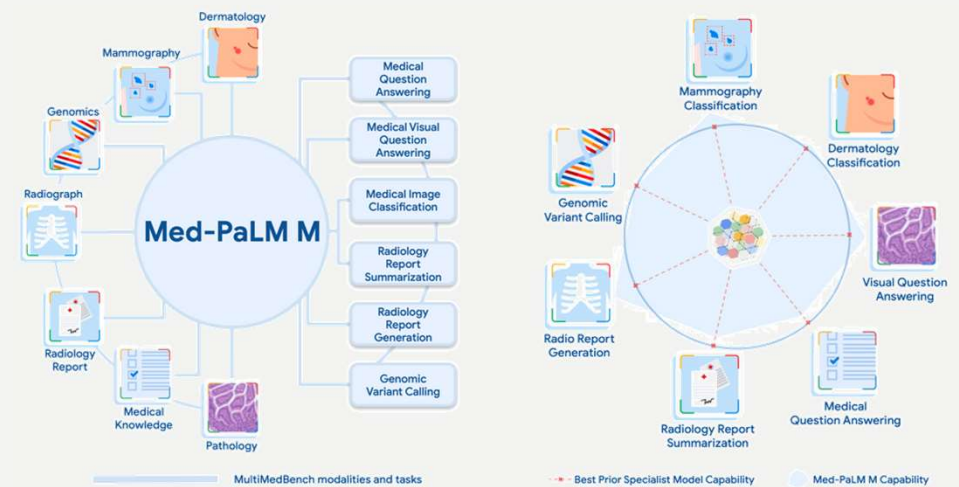 Dermatology
Mammography
Genomics
Radiograph
Radiology
Report
Medical
Knowledge
Pathology
Med-PaLM M
Medical
Question
Answering
Medical Visual
Question
Answering
Medical Image
Classification
Radiology
Report
Summarization
Radiology
Report
Generation
Genomic
Variant Calling
MultiMedBench modalities and tasks
Mammography
Classification
Dermatology
Classification
Genomic
Variant Calling
Visual Question
Answering
Radio Report
Generation
Medical
Question Answering
Radiology Report
Summarization
Best Prior Specialist Model Capability
Med-PaLM M Capability